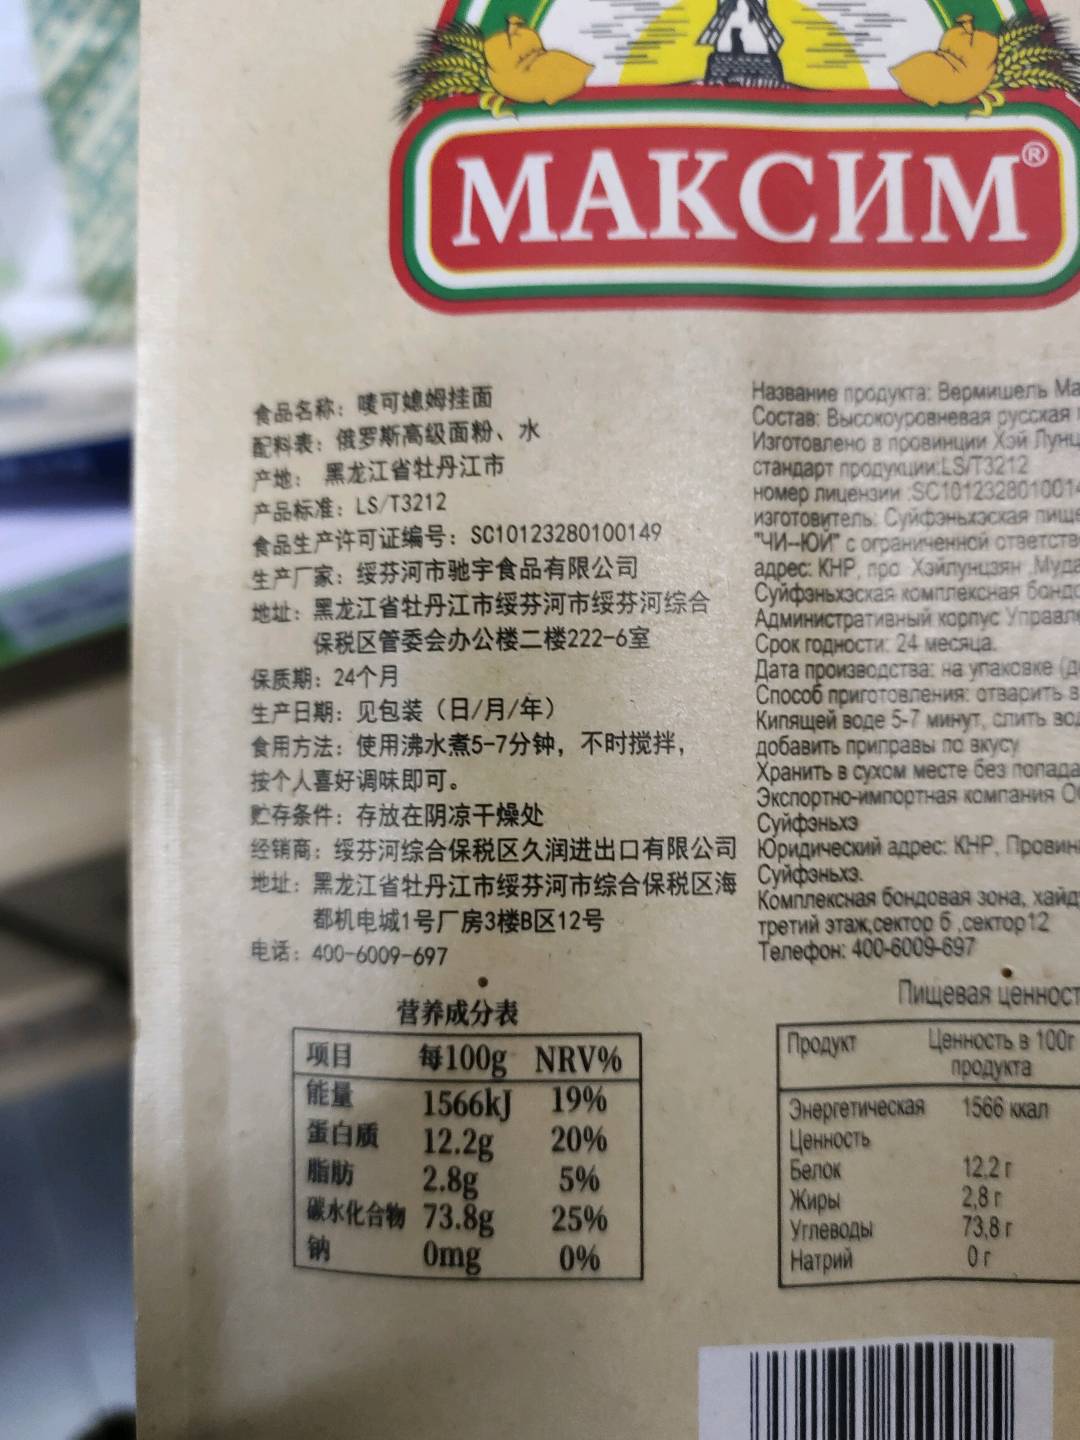 МАКСИМ®
食品名称：唛可媳姆挂面
配料表：俄罗斯高级面粉、水
产地：黑龙江省牡丹江市
产品标准：LS/T3212
食品生产许可证编号：SC10123280100149
生产厂家：绥芬河市驰宇食品有限公司
地址：黑龙江省牡丹江市绥芬河市绥芬河综合
保税区管委会办公楼二楼222-6室
保质期：24个月
生产日期：见包装（日/月/年）
食用方法：使用沸水煮5-7分钟，不时搅拌，
按个人喜好调味即可。
贮存条件：存放在阴凉干燥处
经销商：绥芬河综合保税区久润进出口有限公司
地址：黑龙江省牡丹江市绥芬河市综合保税区海
都机电城1号厂房3楼B区12号
电话：400-6009-697
营养成分表
项目 每100g NRV%
能量 1566kJ 19%
蛋白质 12.2g 20%
脂肪 2.8g 5%
碳水化合物 73.8g 25%
钠 0mg 0%
Название продукта: Вермишель Ма
Состав: Высокоуровневая русская
Изготовлено в провинции Хэй Лунц
стандарт продукции:LS/T3212
номер лицензии :SC1012328010014
изготовитель: Суйфэньхэская пище
"ЧИ--ЮЙ" с ограниченной ответств
адрес: КНР, про Хэйлунцзян ,Муда
Суйфэньхэская комплексная бондо
Административный корпус Управле
Срок годности: 24 месяца.
Дата производства: на упаковке (д
Способ приготовления: отварить в
Кипящей воде 5-7 минут, слить вод
добавить приправы по вкусу
Хранить в сухом месте без попада
Экспортно-импортная компания О
Суйфэньхэ
Юридический адрес: КНР, Провин
Суйфэньхэ.
Комплексная бондовая зона, хайд
третий этаж,сектор б ,сектор12
Телефон: 400-6009-697
Пищевая ценност
Продукт Ценность в 100г
продукта
Энергетическая 1566 ккал
Ценность
Белок 12,2 г
Жиры 2,8 г
Углеводы 73,8 г
Натрий 0 г